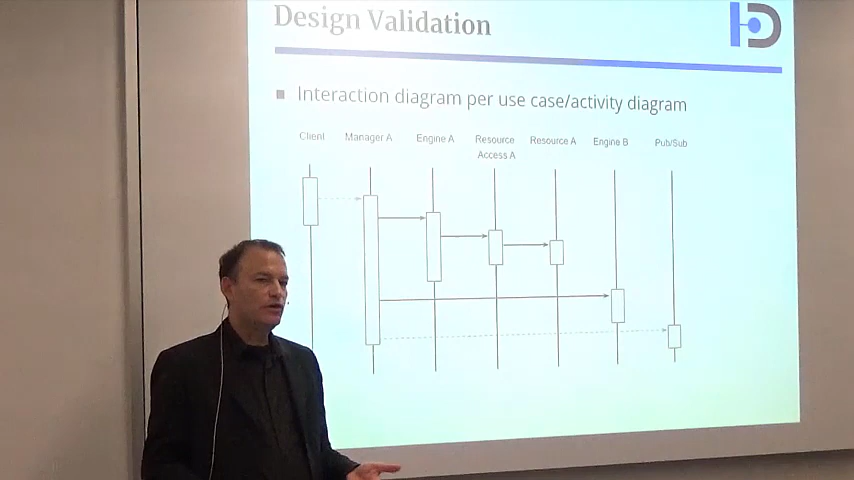 Design Validation
Interaction diagram per use case/activity diagram
Client Manager A Engine A Resource Access A Resource A Engine B Pub/Sub